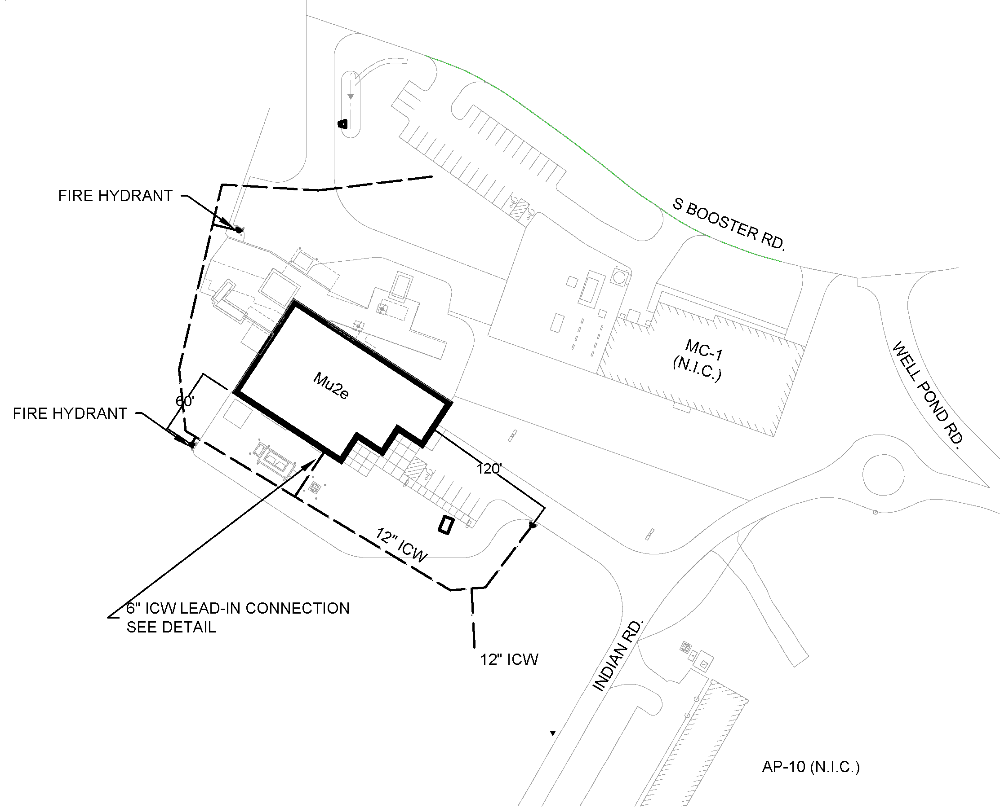 FIRE HYDRANT
S BOOSTER RD.
MC-1
(N.I.C.)
WELL POND RD.
Mu2e
60'
FIRE HYDRANT
120'
12" ICW
6" ICW LEAD-IN CONNECTION
SEE DETAIL
12" ICW
INDIAN RD.
AP-10 (N.I.C.)